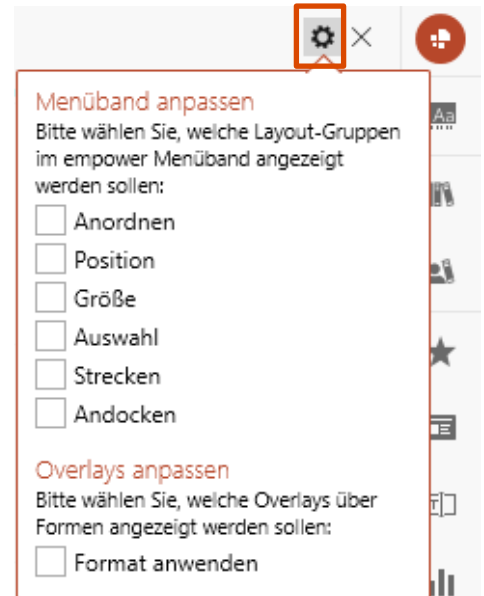 Aa
Menüband anpassen
Bitte wählen Sie, welche Layout-Gruppen
im empower Menüband angezeigt
werden sollen:
Anordnen
Position
Größe
Auswahl
Strecken
Andocken
Overlays anpassen
Bitte wählen Sie, welche Overlays über
Formen angezeigt werden sollen:
Format anwenden